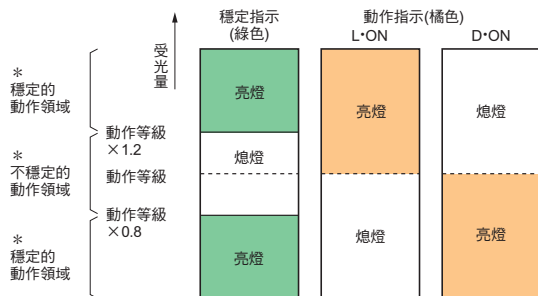 穩定指示
(綠色)
動作指示(橘色)
L•ON
D•ON
受光量
*
穩定的
動作領域
動作等級
×1.2
*
不穩定的
動作領域
動作等級
動作等級
×0.8
*
穩定的
動作領域
亮燈
熄燈
亮燈
亮燈
熄燈
熄燈
亮燈